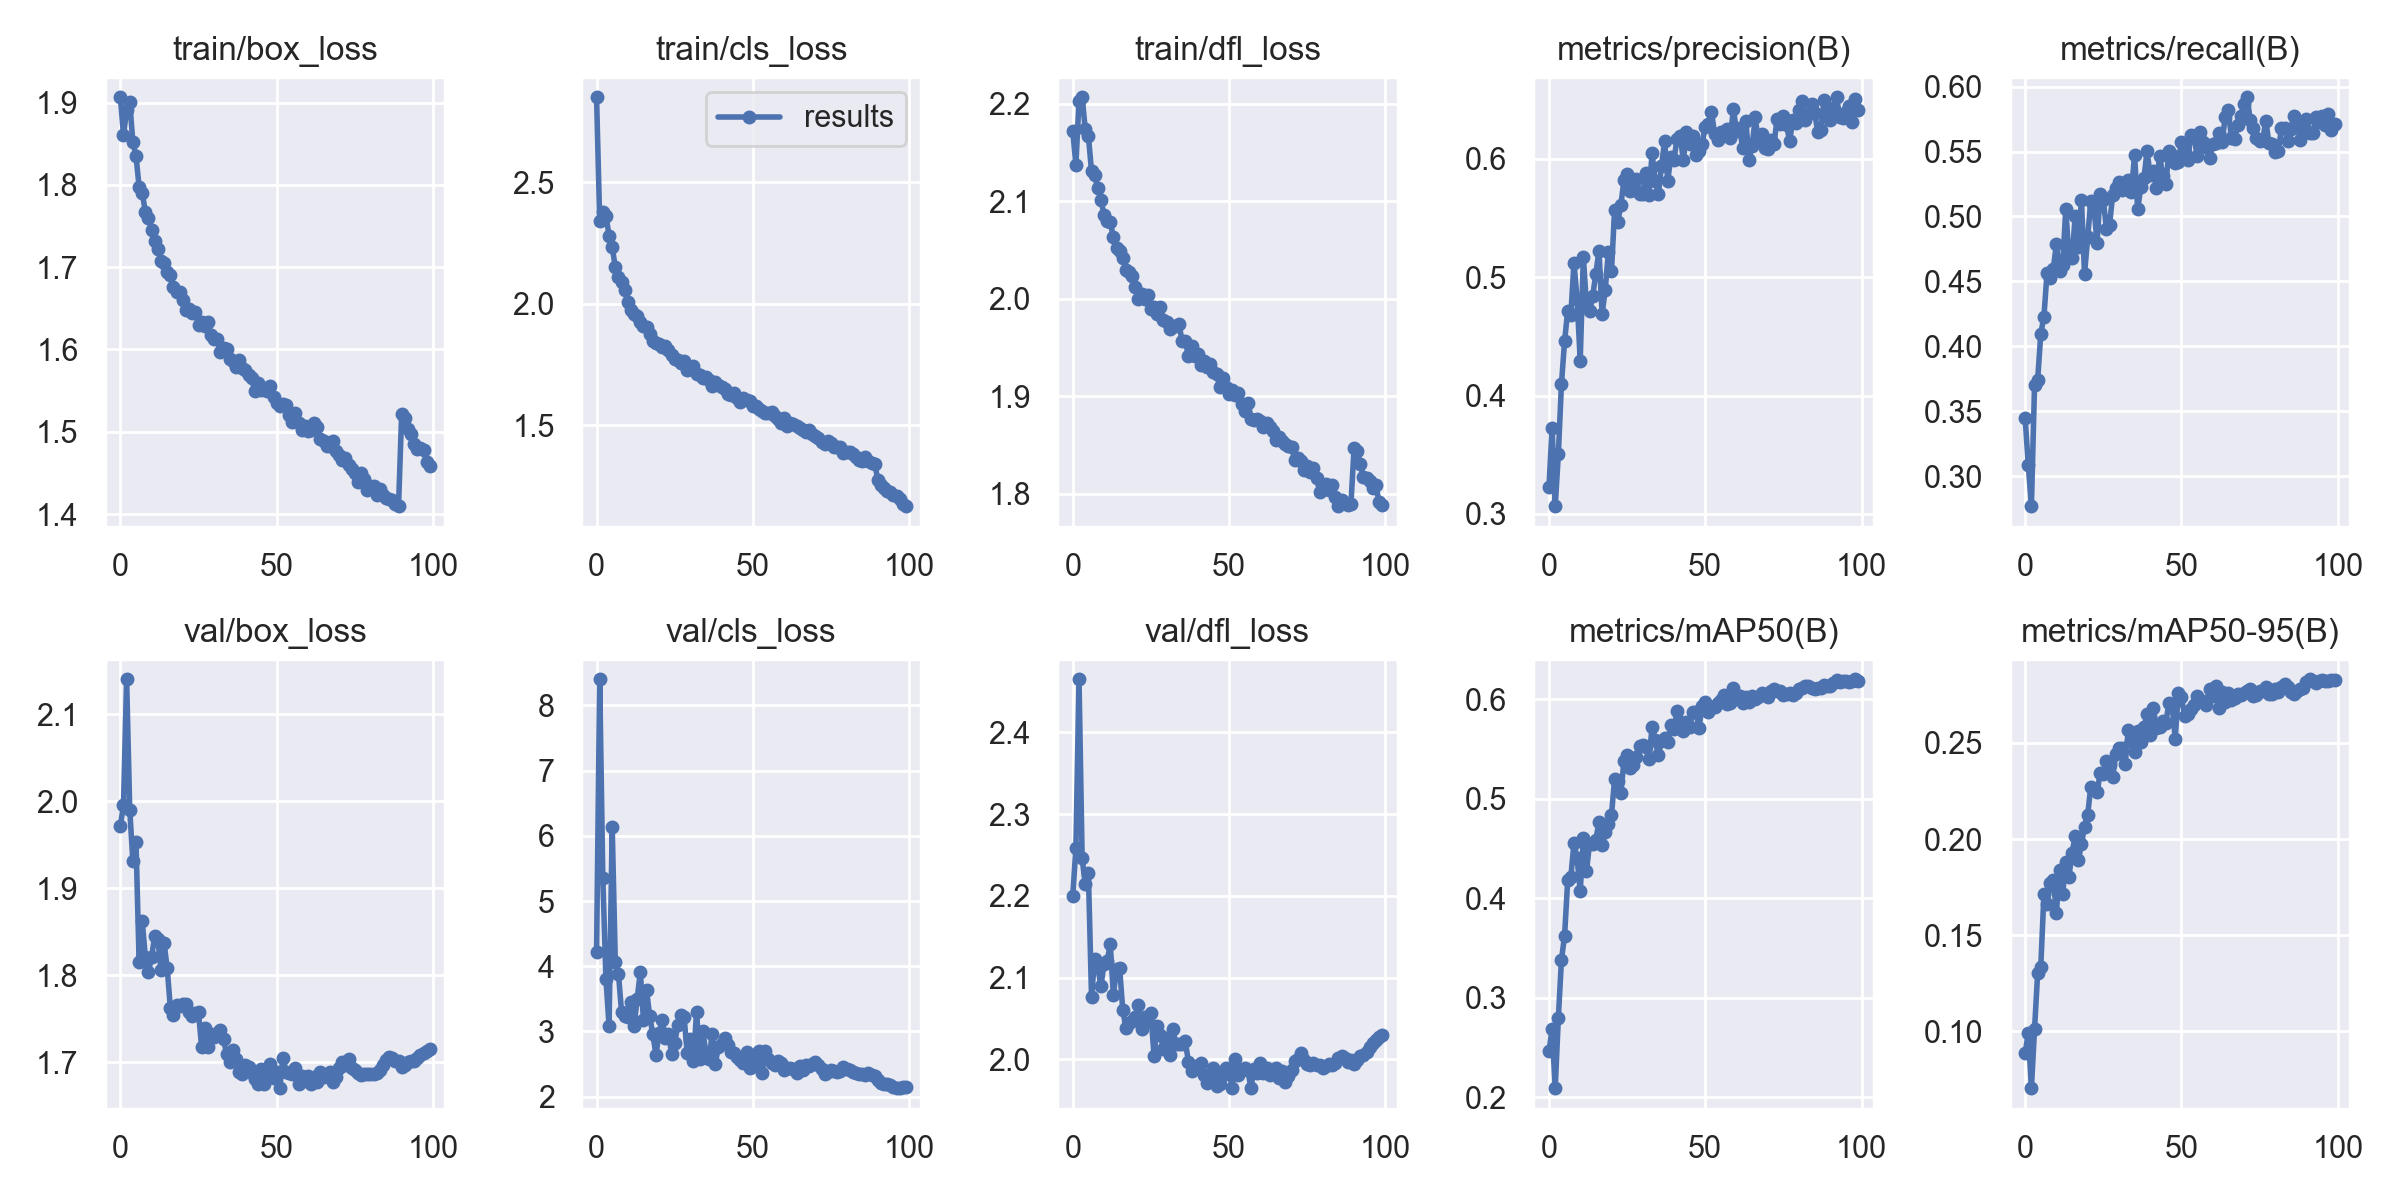 train/box_loss
1.9
1.8
1.7
1.6
1.5
1.4
0 50 100
train/cls_loss
results
2.5
2.0
1.5
0 50 100
train/dfl_loss
2.2
2.1
2.0
1.9
1.8
0 50 100
metrics/precision(B)
0.6
0.5
0.4
0.3
0 50 100
metrics/recall(B)
0.60
0.55
0.50
0.45
0.40
0.35
0.30
0 50 100
val/box_loss
2.1
2.0
1.9
1.8
1.7
0 50 100
val/cls_loss
8
7
6
5
4
3
2
0 50 100
val/dfl_loss
2.4
2.3
2.2
2.1
2.0
0 50 100
metrics/mAP50(B)
0.6
0.5
0.4
0.3
0.2
0 50 100
metrics/mAP50-95(B)
0.25
0.20
0.15
0.10
0 50 100